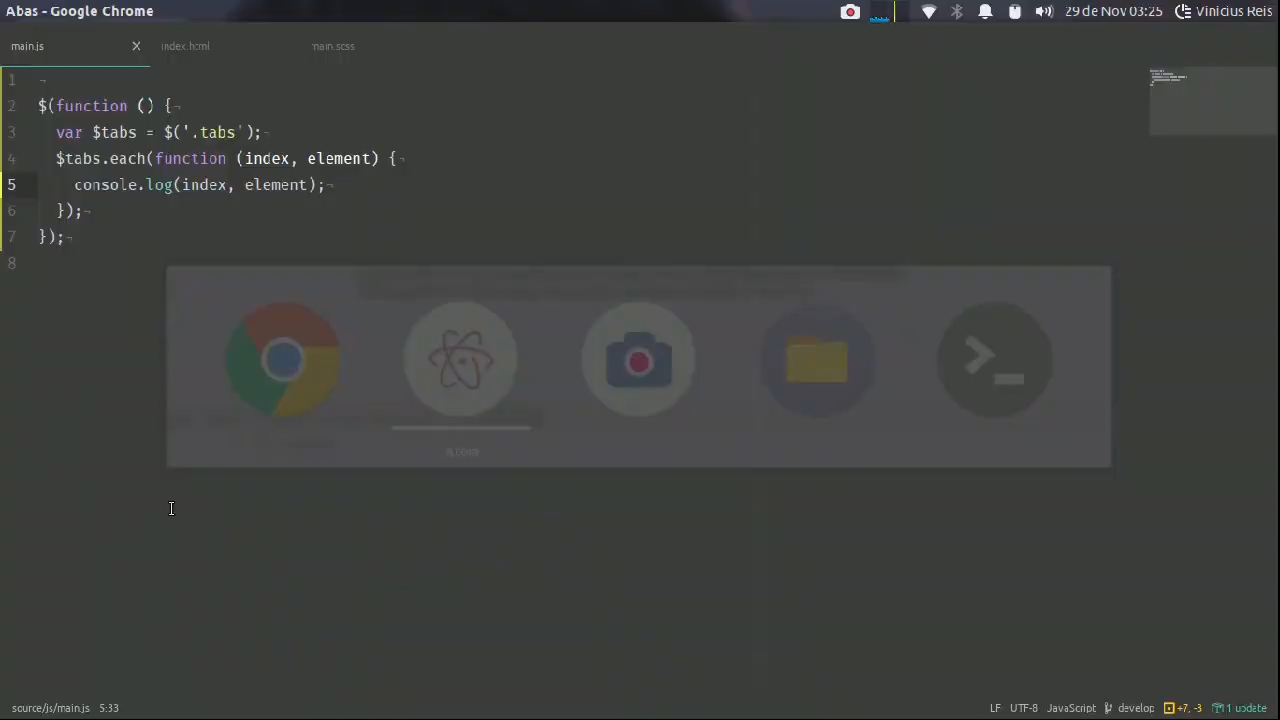 Abas - Google Chrome
29 de Nov 03:25
Vinicius Reis
main.js
index.html
main.scss
1
2 $(function () {
3 var $tabs = $('.tabs');
4 $tabs.each(function (index, element) {
5 console.log(index, element);
6 });
7 });
8
source/js/main.js 5:33
LF UTF-8 JavaScript develop +7, -3 1 update